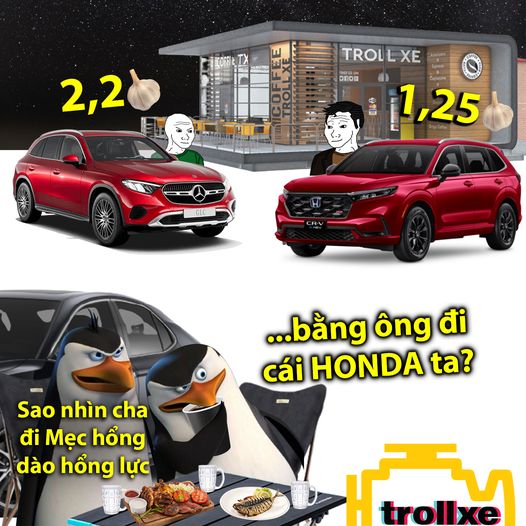 TROLL XE
COFFEE
TROLL XE
2,2
1,25
GLC
CR-V
...bằng ông đi
cái HONDA ta?
Sao nhìn cha
đi Mẹc hổng
dào hổng lực
trollxe